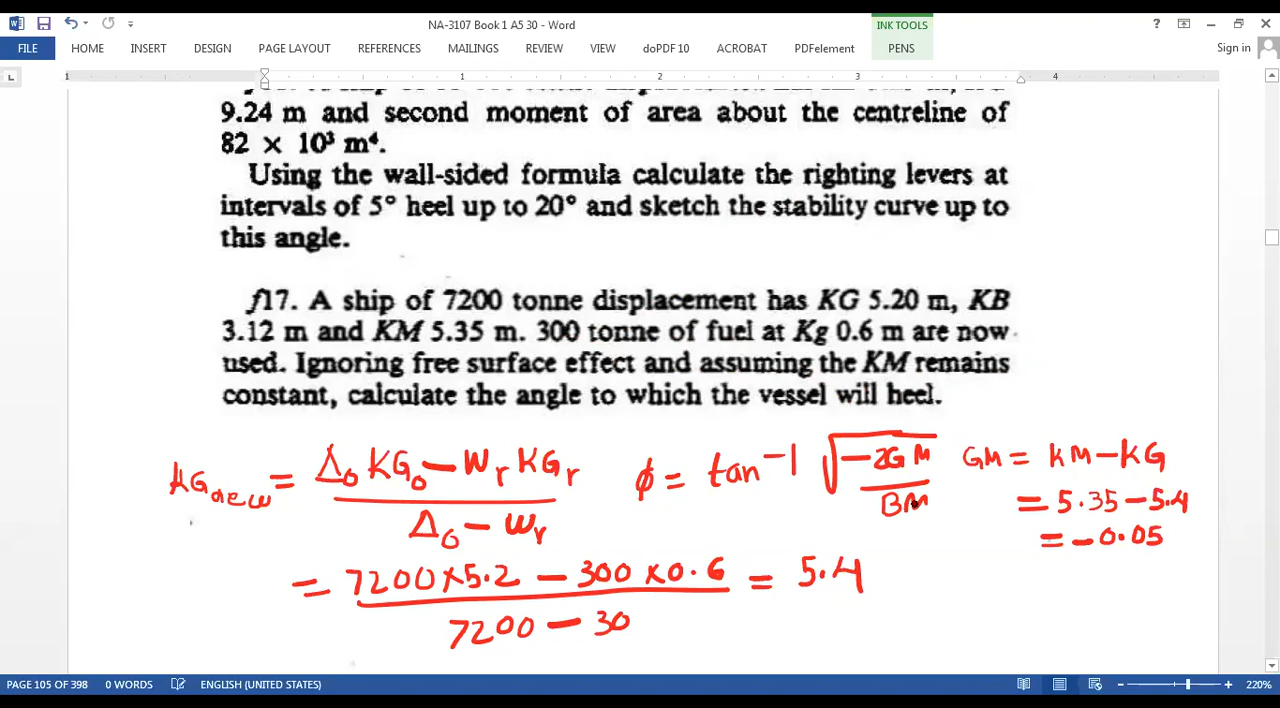 NA-3107 Book 1 A5 30 - Word
INK TOOLS
FILE HOME INSERT DESIGN PAGE LAYOUT REFERENCES MAILINGS REVIEW VIEW doPDF 10 ACROBAT PDFelement PENS
Sign in
1 1 2 3 4
9.24 m and second moment of area about the centreline of
82 × 10³ m⁴.
Using the wall-sided formula calculate the righting levers at
intervals of 5° heel up to 20° and sketch the stability curve up to
this angle.
f17. A ship of 7200 tonne displacement has KG 5.20 m, KB
3.12 m and KM 5.35 m. 300 tonne of fuel at Kg 0.6 m are now
used. Ignoring free surface effect and assuming the KM remains
constant, calculate the angle to which the vessel will heel.
KG new = (Δ₀ KG₀ – Wr KGr) / (Δ₀ – Wr)
φ = tan⁻¹ √(–2GM / BM)
GM = KM – KG
= 5.35 – 5.4
= – 0.05
= (7200 × 5.2 – 300 × 0.6) / (7200 – 30 = 5.4
PAGE 105 OF 398 0 WORDS ENGLISH (UNITED STATES) 220%